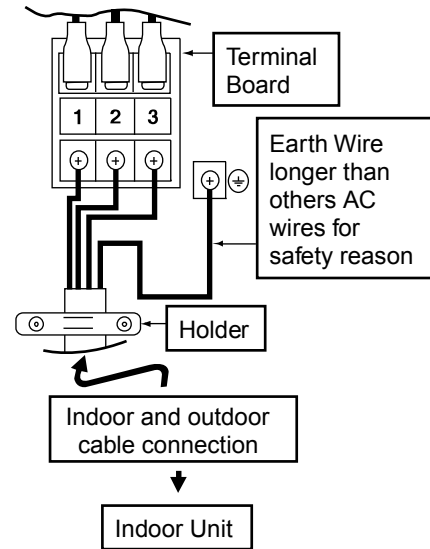 Terminal
Board
1 2 3
Earth Wire
longer than
others AC
wires for
safety reason
Holder
Indoor and outdoor
cable connection
Indoor Unit